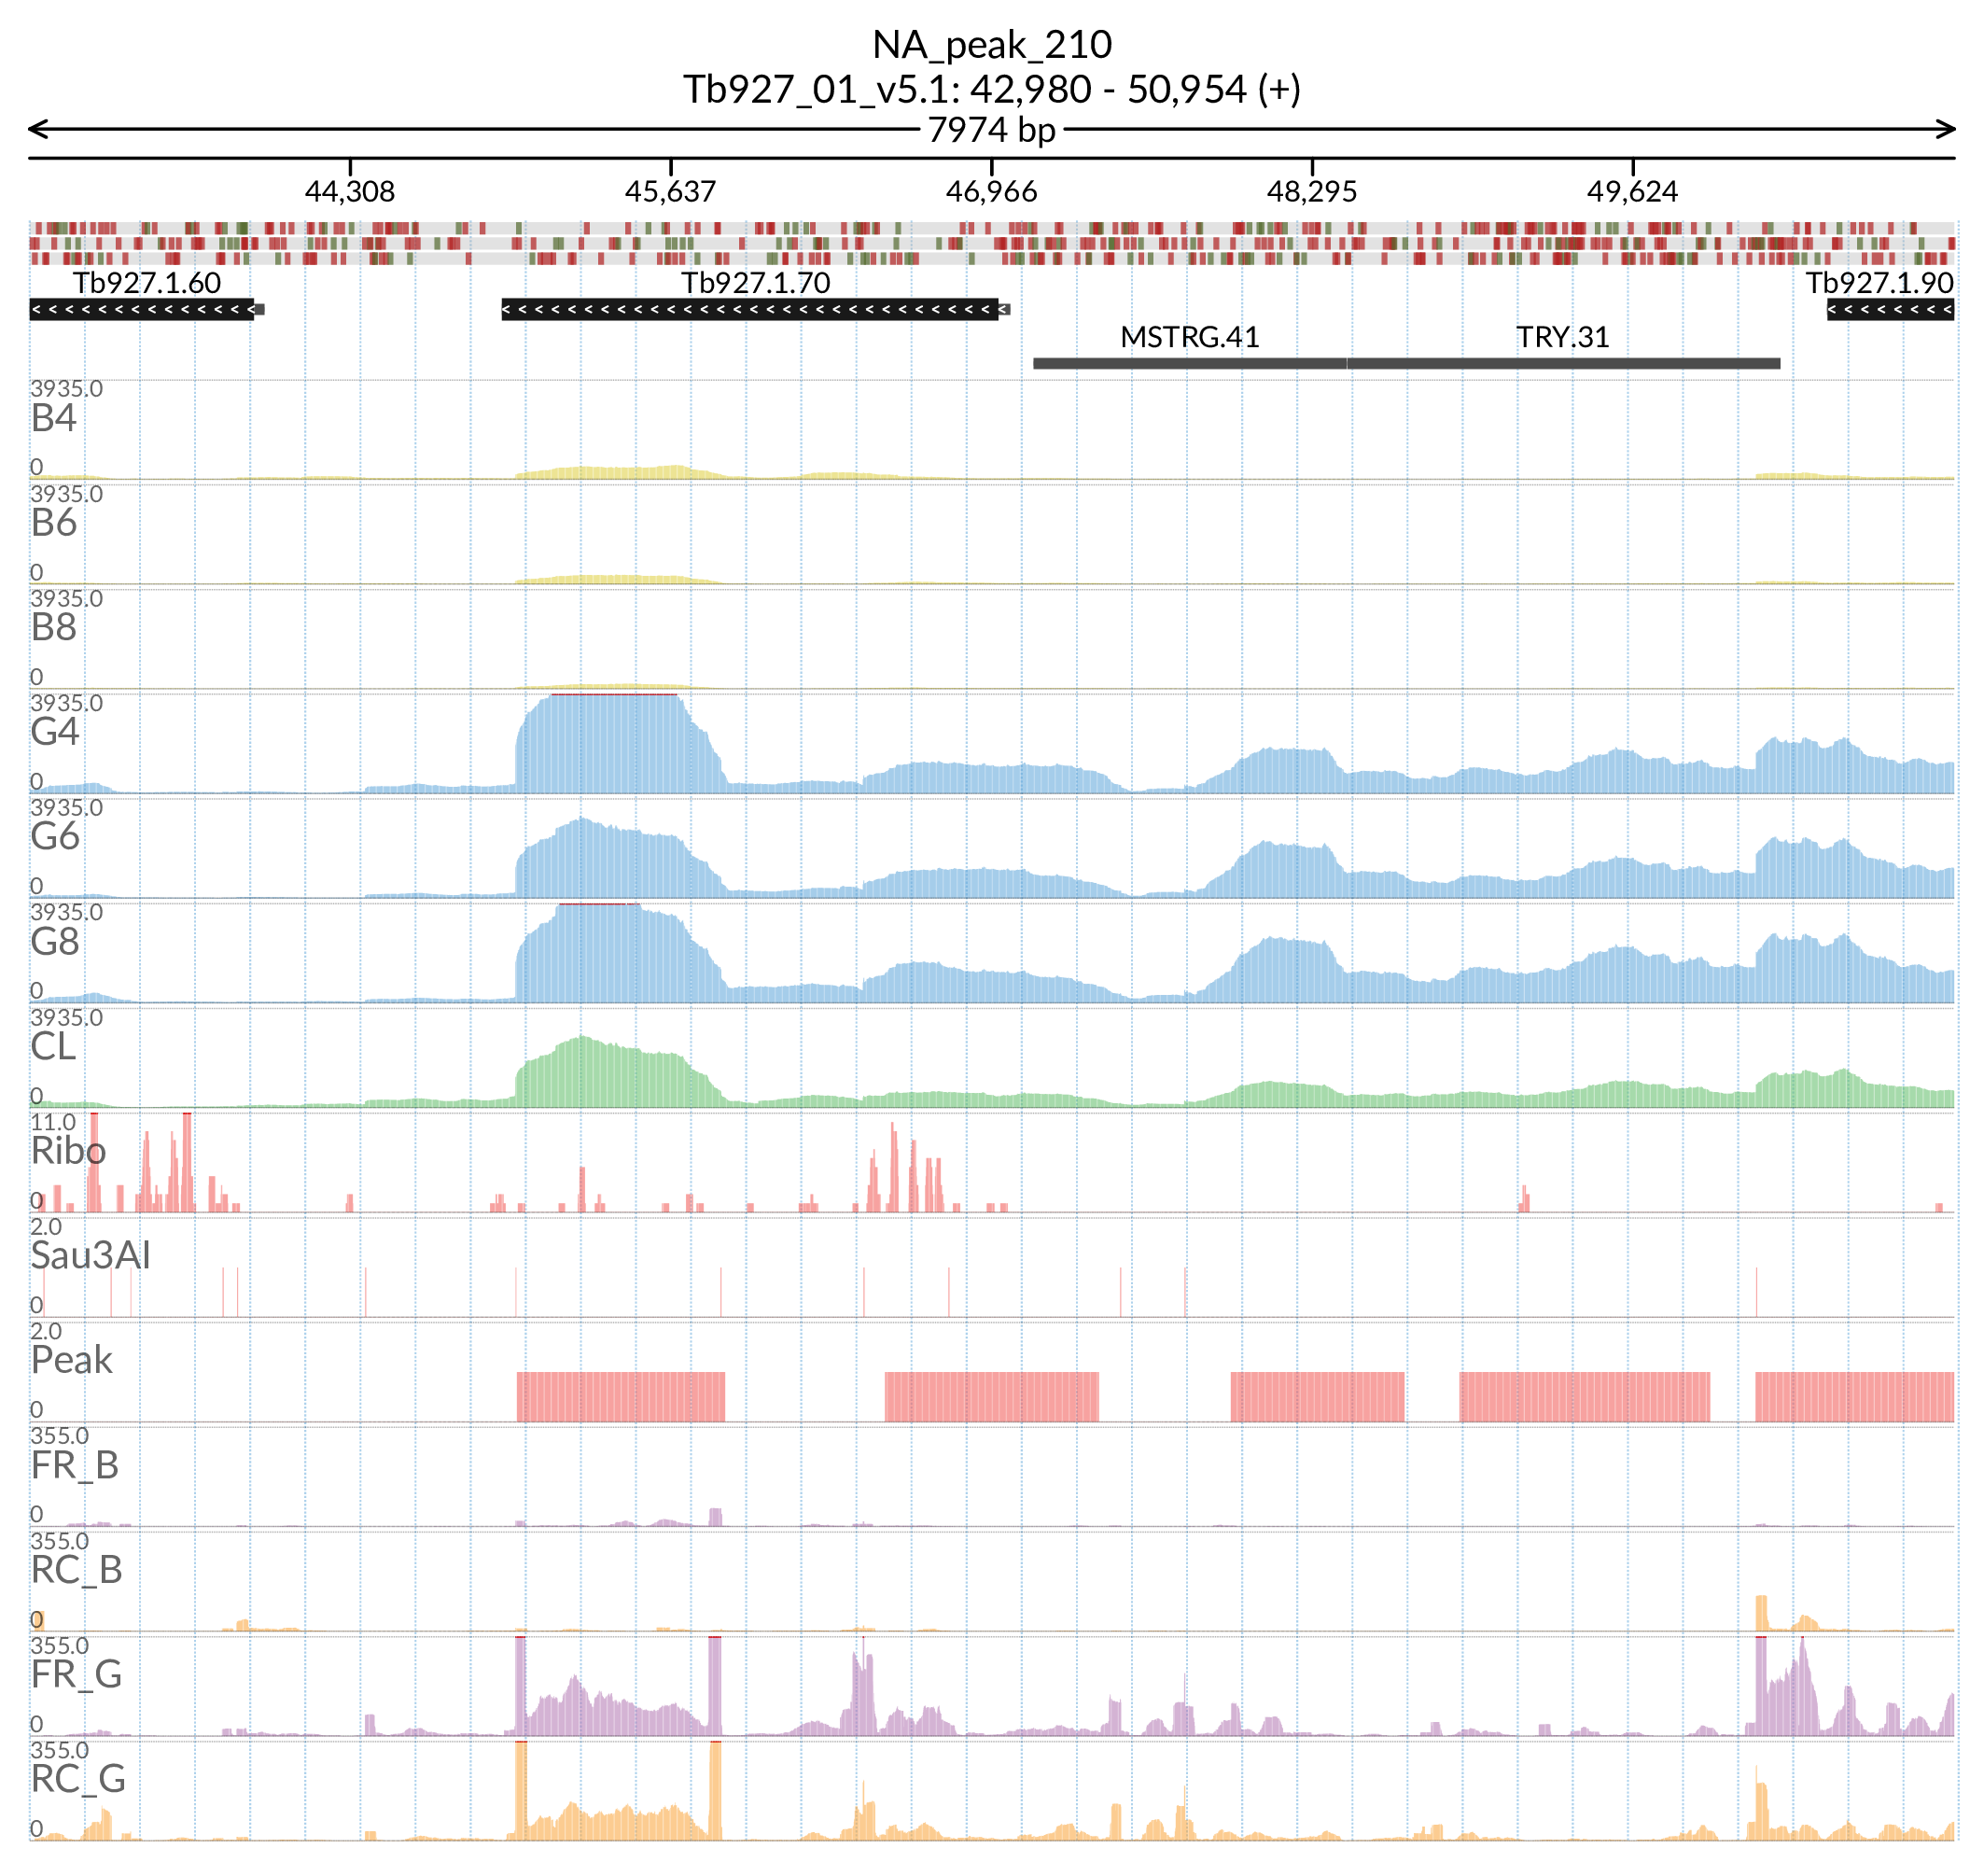 NA_peak_210
Tb927_01_v5.1: 42,980 - 50,954 (+)
7974 bp
44,308 45,637 46,966 48,295 49,624
Tb927.1.60 Tb927.1.70 Tb927.1.90
MSTRG.41 TRY.31
3935.0
B4
0
3935.0
B6
0
3935.0
B8
0
3935.0
G4
0
3935.0
G6
0
3935.0
G8
0
3935.0
CL
0
11.0
Ribo
0
2.0
Sau3AI
0
2.0
Peak
0
355.0
FR_B
0
355.0
RC_B
0
355.0
FR_G
0
355.0
RC_G
0